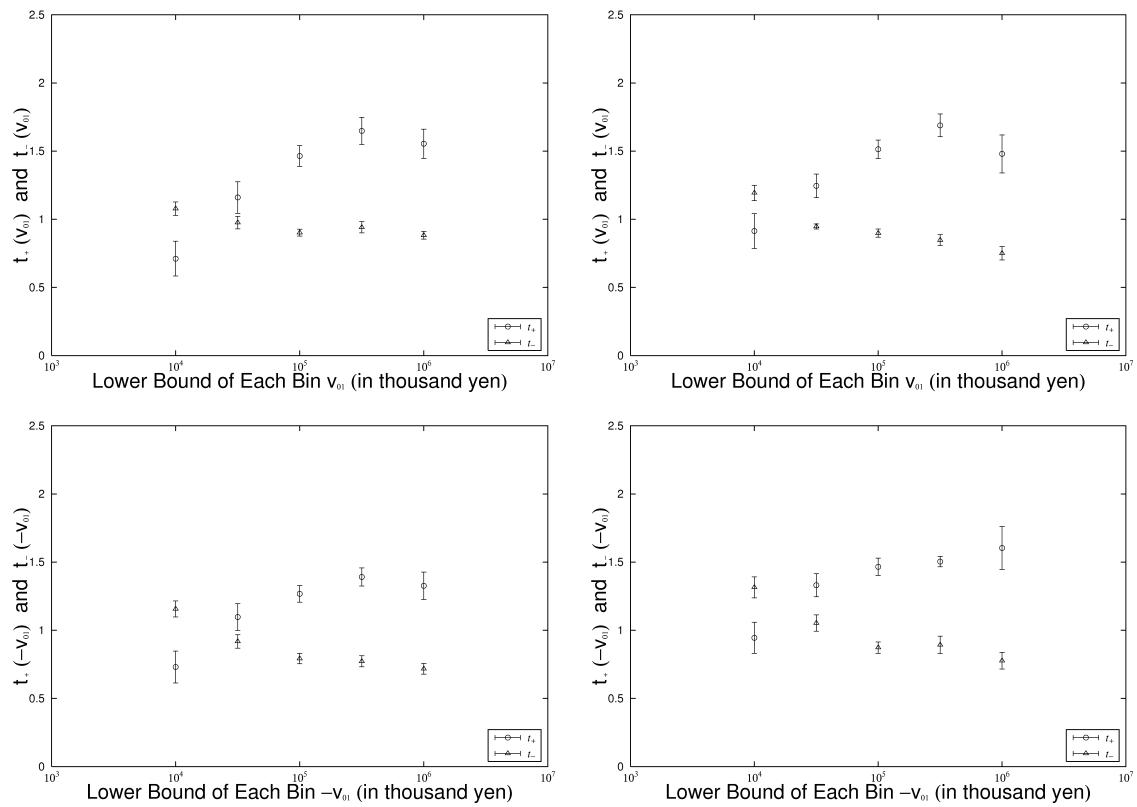 2.5
2
1.5
1
0.5
0
t₊ (v₀₁) and t₋ (v₀₁)
t₊
t₋
10³ 10⁴ 10⁵ 10⁶ 10⁷
Lower Bound of Each Bin v₀₁ (in thousand yen)
2.5
2
1.5
1
0.5
0
t₊ (v₀₁) and t₋ (v₀₁)
t₊
t₋
10³ 10⁴ 10⁵ 10⁶ 10⁷
Lower Bound of Each Bin v₀₁ (in thousand yen)
2.5
2
1.5
1
0.5
0
t₊ (−v₀₁) and t₋ (−v₀₁)
t₊
t₋
10³ 10⁴ 10⁵ 10⁶ 10⁷
Lower Bound of Each Bin −v₀₁ (in thousand yen)
2.5
2
1.5
1
0.5
0
t₊ (−v₀₁) and t₋ (−v₀₁)
t₊
t₋
10³ 10⁴ 10⁵ 10⁶ 10⁷
Lower Bound of Each Bin −v₀₁ (in thousand yen)